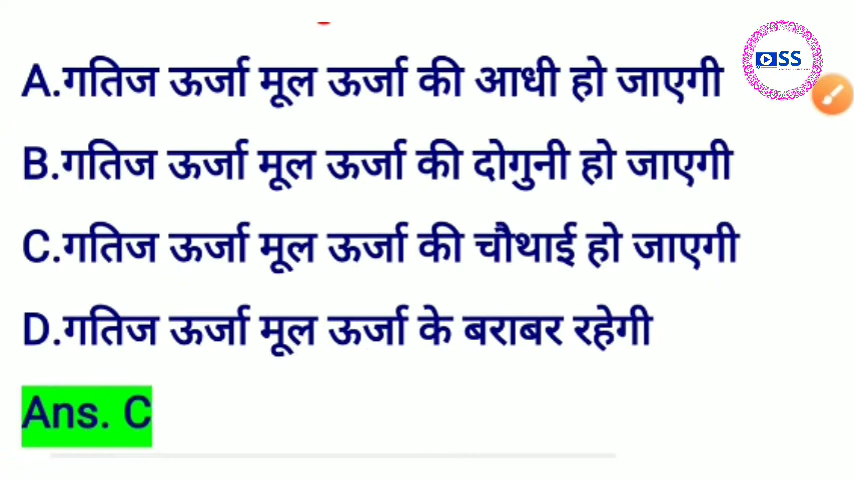 SS
A.गतिज ऊर्जा मूल ऊर्जा की आधी हो जाएगी
B.गतिज ऊर्जा मूल ऊर्जा की दोगुनी हो जाएगी
C.गतिज ऊर्जा मूल ऊर्जा की चौथाई हो जाएगी
D.गतिज ऊर्जा मूल ऊर्जा के बराबर रहेगी
Ans. C